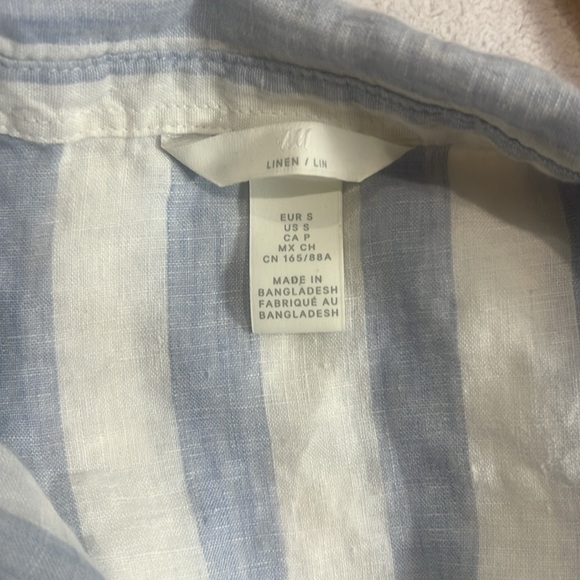 H&M
LINEN / LIN
EUR S
US S
CA P
MX CH
CN 165/88A
MADE IN
BANGLADESH
FABRIQUÉ AU
BANGLADESH